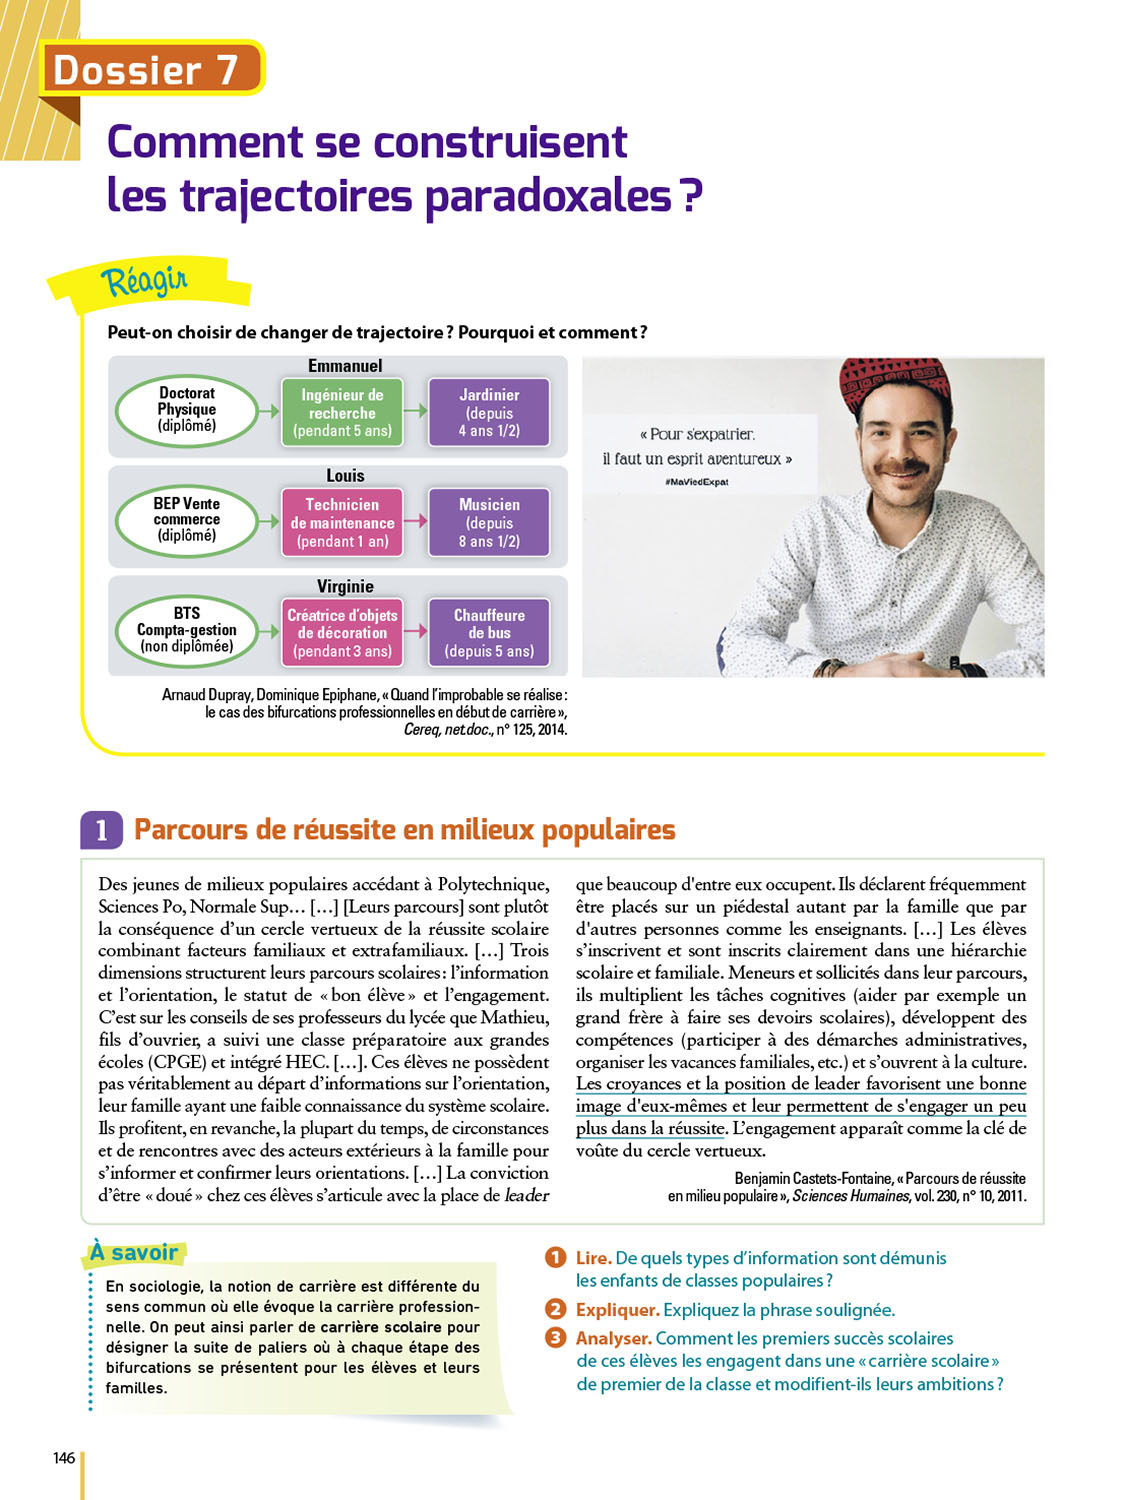 Dossier 7
Comment se construisent
les trajectoires paradoxales ?
Réagir
Peut-on choisir de changer de trajectoire ? Pourquoi et comment ?
Emmanuel
Doctorat
Physique
(diplômé)
Ingénieur de
recherche
(pendant 5 ans)
Jardinier
(depuis
4 ans 1/2)
Louis
BEP Vente
commerce
(diplômé)
Technicien
de maintenance
(pendant 1 an)
Musicien
(depuis
8 ans 1/2)
Virginie
BTS
Compta-gestion
(non diplômée)
Créatrice d'objets
de décoration
(pendant 3 ans)
Chauffeure
de bus
(depuis 5 ans)
Arnaud Dupray, Dominique Epiphane, « Quand l'improbable se réalise :
le cas des bifurcations professionnelles en début de carrière »,
Cereq, net.doc., n° 125, 2014.
« Pour s'expatrier,
il faut un esprit aventureux »
#MaViedExpat
1 Parcours de réussite en milieux populaires
Des jeunes de milieux populaires accédant à Polytechnique,
Sciences Po, Normale Sup… […] [Leurs parcours] sont plutôt
la conséquence d'un cercle vertueux de la réussite scolaire
combinant facteurs familiaux et extrafamiliaux. […] Trois
dimensions structurent leurs parcours scolaires : l'information
et l'orientation, le statut de « bon élève » et l'engagement.
C'est sur les conseils de ses professeurs du lycée que Mathieu,
fils d'ouvrier, a suivi une classe préparatoire aux grandes
écoles (CPGE) et intégré HEC. […]. Ces élèves ne possèdent
pas véritablement au départ d'informations sur l'orientation,
leur famille ayant une faible connaissance du système scolaire.
Ils profitent, en revanche, la plupart du temps, de circonstances
et de rencontres avec des acteurs extérieurs à la famille pour
s'informer et confirmer leurs orientations. […] La conviction
d'être « doué » chez ces élèves s'articule avec la place de leader
que beaucoup d'entre eux occupent. Ils déclarent fréquemment
être placés sur un piédestal autant par la famille que par
d'autres personnes comme les enseignants. […] Les élèves
s'inscrivent et sont inscrits clairement dans une hiérarchie
scolaire et familiale. Meneurs et sollicités dans leur parcours,
ils multiplient les tâches cognitives (aider par exemple un
grand frère à faire ses devoirs scolaires), développent des
compétences (participer à des démarches administratives,
organiser les vacances familiales, etc.) et s'ouvrent à la culture.
Les croyances et la position de leader favorisent une bonne
image d'eux-mêmes et leur permettent de s'engager un peu
plus dans la réussite. L'engagement apparaît comme la clé de
voûte du cercle vertueux.
Benjamin Castets-Fontaine, « Parcours de réussite
en milieu populaire », Sciences Humaines, vol. 230, n° 10, 2011.
À savoir
En sociologie, la notion de carrière est différente du
sens commun où elle évoque la carrière profession-
nelle. On peut ainsi parler de carrière scolaire pour
désigner la suite de paliers où à chaque étape des
bifurcations se présentent pour les élèves et leurs
familles.
1 Lire. De quels types d'information sont démunis
les enfants de classes populaires ?
2 Expliquer. Expliquez la phrase soulignée.
3 Analyser. Comment les premiers succès scolaires
de ces élèves les engagent dans une « carrière scolaire »
de premier de la classe et modifient-ils leurs ambitions ?
146